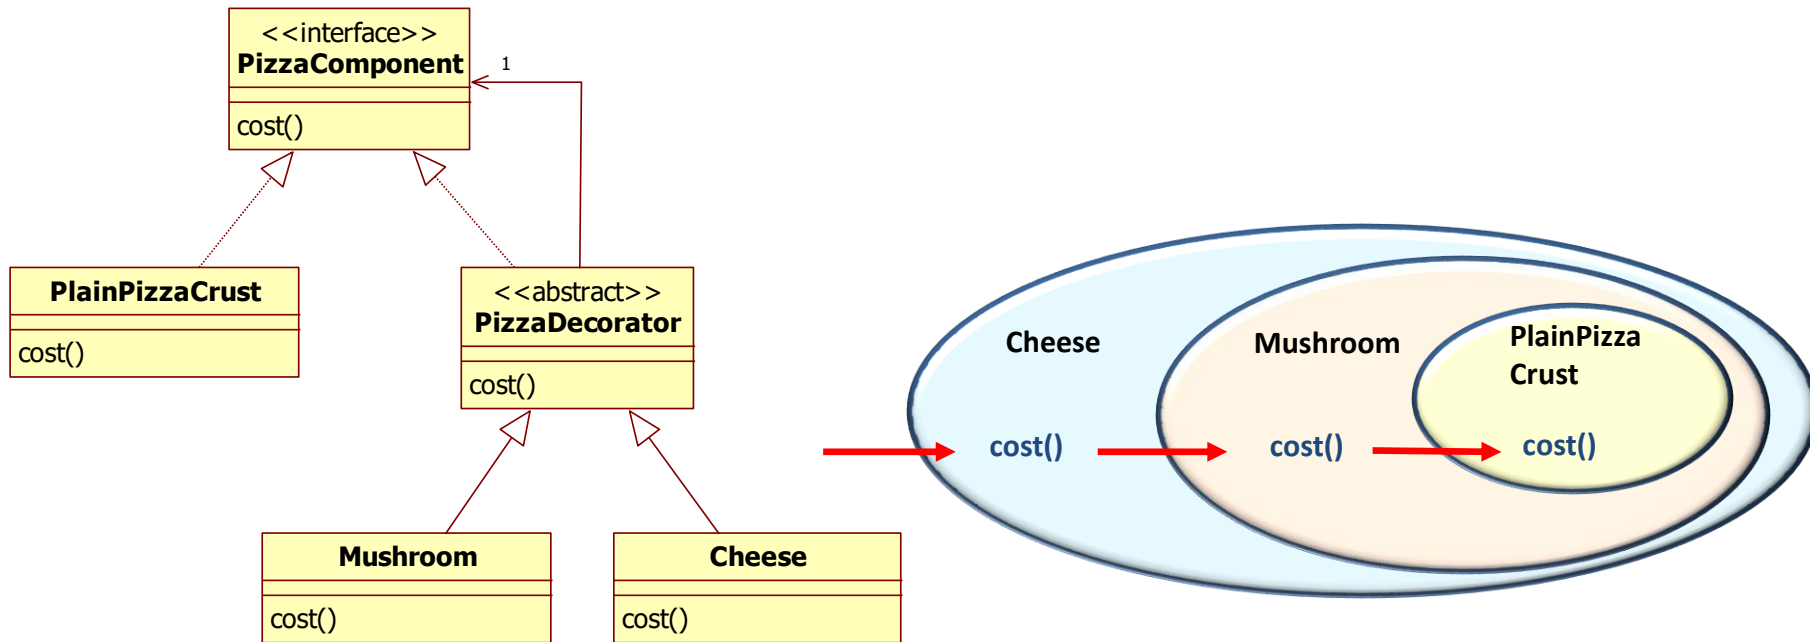 <<interface>>
PizzaComponent
cost()
1
PlainPizzaCrust
cost()
<<abstract>>
PizzaDecorator
cost()
Mushroom
cost()
Cheese
cost()
Cheese
cost()
Mushroom
cost()
PlainPizza
Crust
cost()